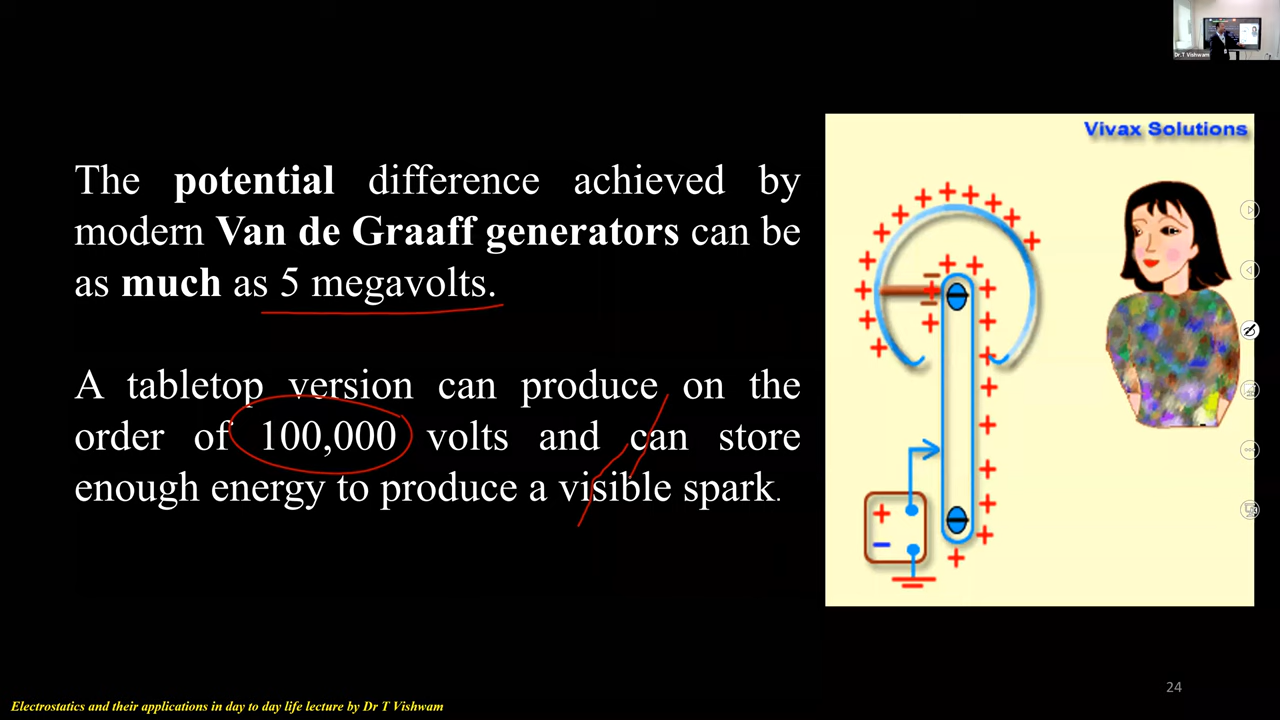 Dr.T Vishwam
Vivax Solutions
The potential difference achieved by
modern Van de Graaff generators can be
as much as 5 megavolts.
A tabletop version can produce on the
order of 100,000 volts and can store
enough energy to produce a visible spark.
24
Electrostatics and their applications in day to day life lecture by Dr T Vishwam